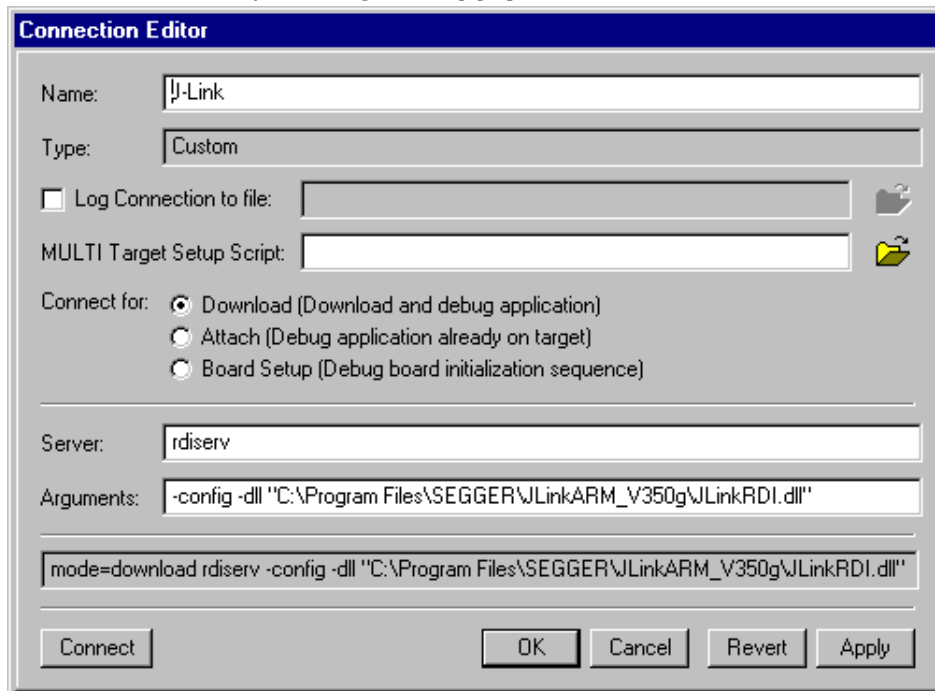 Connection Editor
Name: J-Link
Type: Custom
Log Connection to file:
MULTI Target Setup Script:
Connect for: Download (Download and debug application)
Attach (Debug application already on target)
Board Setup (Debug board initialization sequence)
Server: rdiserv
Arguments: -config -dll "C:\Program Files\SEGGER\JLinkARM_V350g\JLinkRDI.dll"
mode=download rdiserv -config -dll "C:\Program Files\SEGGER\JLinkARM_V350g\JLinkRDI.dll"
Connect OK Cancel Revert Apply